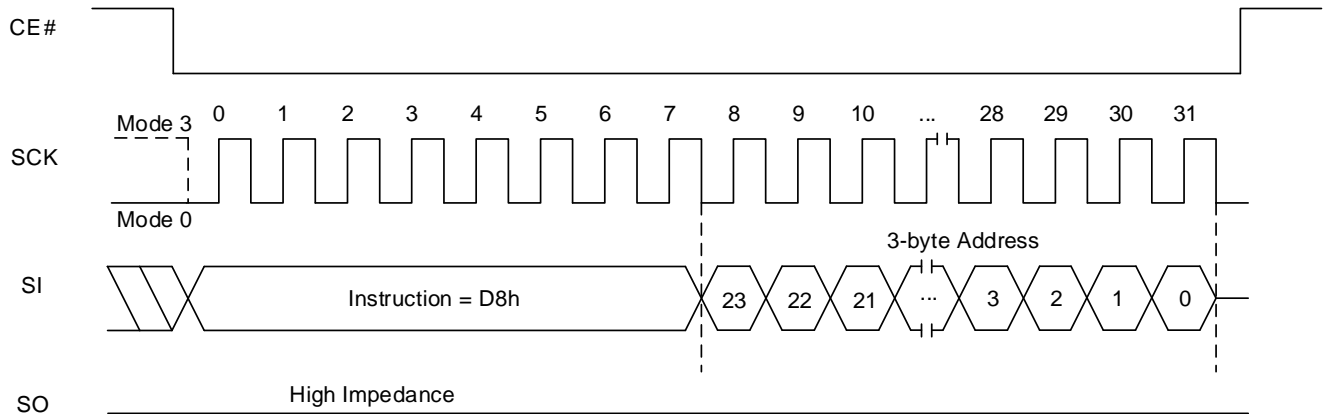 CE#
0 1 2 3 4 5 6 7 8 9 10 ... 28 29 30 31
Mode 3
SCK
Mode 0
3-byte Address
SI
Instruction = D8h 23 22 21 ... 3 2 1 0
High Impedance
SO